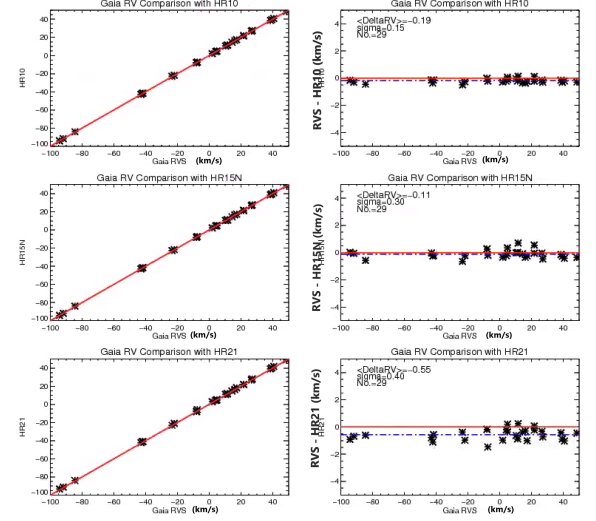 Gaia RV Comparison with HR10
HR10
40
20
0
−20
−40
−60
−80
−100
−100 −80 −60 −40 −20 0 20 40
Gaia RVS (km/s)
Gaia RV Comparison with HR10
<DeltaRV>=−0.19
sigma=0.15
No.=29
RVS - HR10 (km/s)
4
2
0
−2
−4
−100 −80 −60 −40 −20 0 20 40
Gaia RVS (km/s)
Gaia RV Comparison with HR15N
HR15N
40
20
0
−20
−40
−60
−80
−100
−100 −80 −60 −40 −20 0 20 40
Gaia RVS (km/s)
Gaia RV Comparison with HR15N
<DeltaRV>=−0.11
sigma=0.30
No.=29
RVS - HR15N (km/s)
4
2
0
−2
−4
−100 −80 −60 −40 −20 0 20 40
Gaia RVS (km/s)
Gaia RV Comparison with HR21
HR21
40
20
0
−20
−40
−60
−80
−100
−100 −80 −60 −40 −20 0 20 40
Gaia RVS (km/s)
Gaia RV Comparison with HR21
<DeltaRV>=−0.55
sigma=0.40
No.=29
RVS - HR21 (km/s)
HR21
4
2
0
−2
−4
−100 −80 −60 −40 −20 0 20 40
Gaia RVS (km/s)